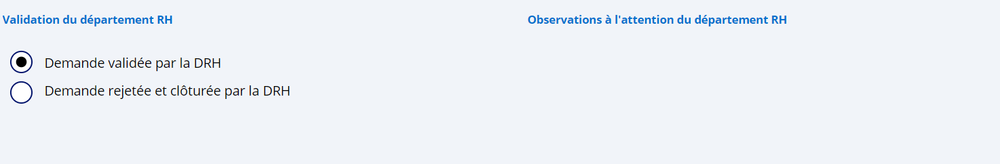 Validation du département RH
Observations à l'attention du département RH
Demande validée par la DRH
Demande rejetée et clôturée par la DRH